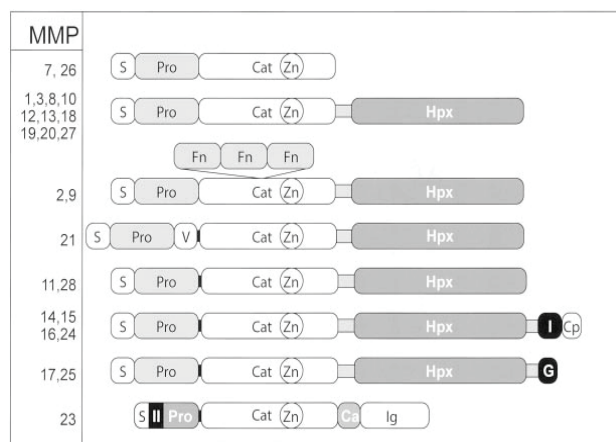 MMP
7, 26
S Pro Cat Zn
1,3,8,10
12,13,18
19,20,27
S Pro Cat Zn Hpx
Fn Fn Fn
2,9
S Pro Cat Zn Hpx
21
S Pro V Cat Zn Hpx
11,28
S Pro Cat Zn Hpx
14,15
16,24
S Pro Cat Zn Hpx I Cp
17,25
S Pro Cat Zn Hpx G
23
S II Pro Cat Zn Ca Ig